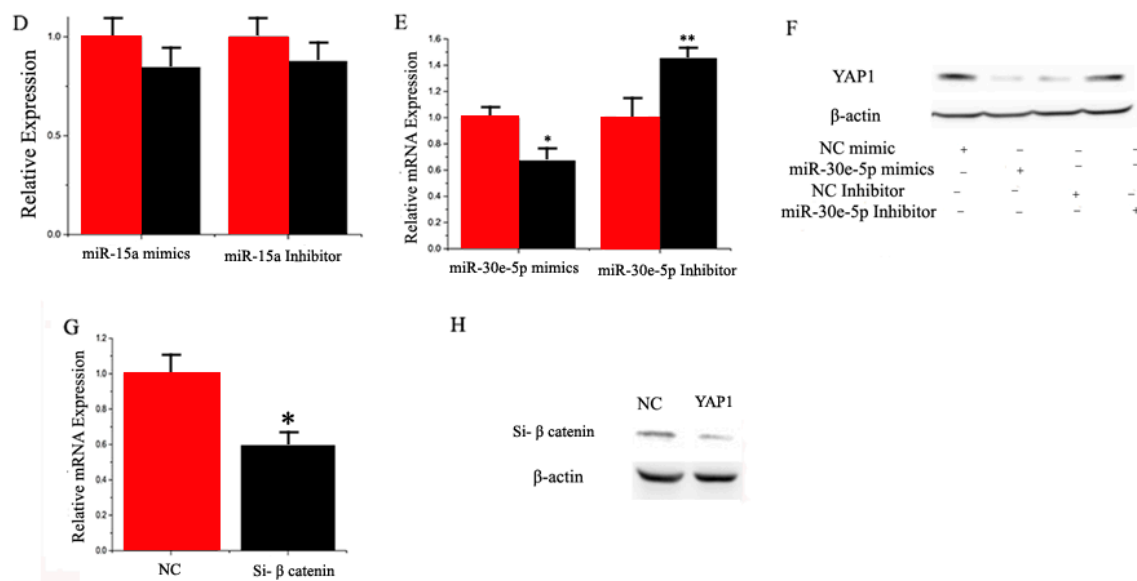 D
Relative Expression
1.0
0.5
0.0
miR-15a mimics
miR-15a Inhibitor
E
Relative mRNA Expression
1.6
1.4
1.2
1.0
0.8
0.6
0.4
0.2
0.0
*
**
miR-30e-5p mimics
miR-30e-5p Inhibitor
F
YAP1
β-actin
NC mimic + – – –
miR-30e-5p mimics – + – –
NC Inhibitor – – + –
miR-30e-5p Inhibitor – – – +
G
Relative mRNA Expression
1.2
1.0
0.8
0.6
0.4
0.2
0.0
*
NC
Si- β catenin
H
NC YAP1
Si- β catenin
β-actin